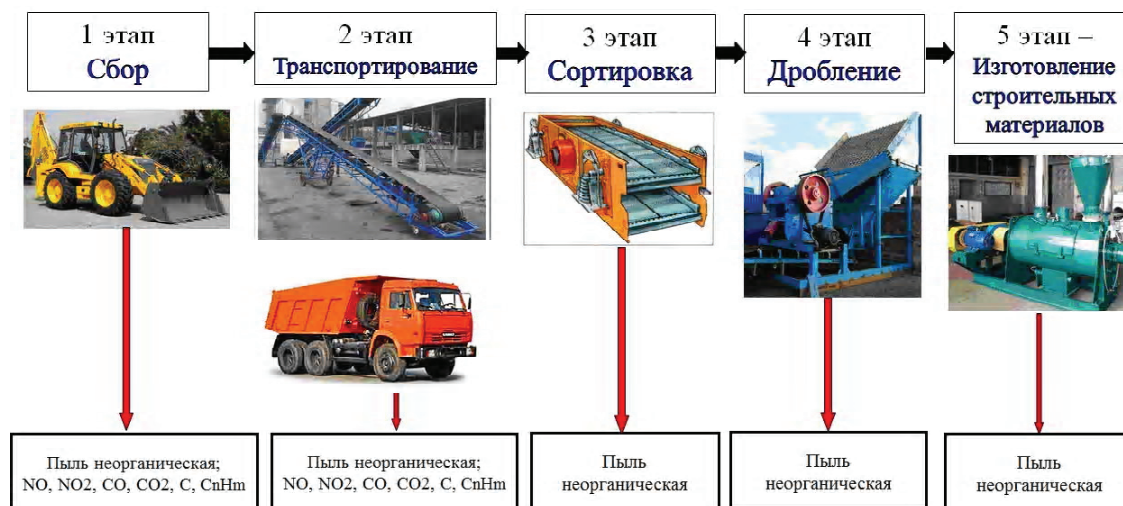 1 этап
Сбор
2 этап
Транспортирование
3 этап
Сортировка
4 этап
Дробление
5 этап –
Изготовление
строительных
материалов
Пыль неорганическая;
NO, NO2, CO, CO2, C, CnHm
Пыль неорганическая;
NO, NO2, CO, CO2, C, CnHm
Пыль
неорганическая
Пыль
неорганическая
Пыль
неорганическая